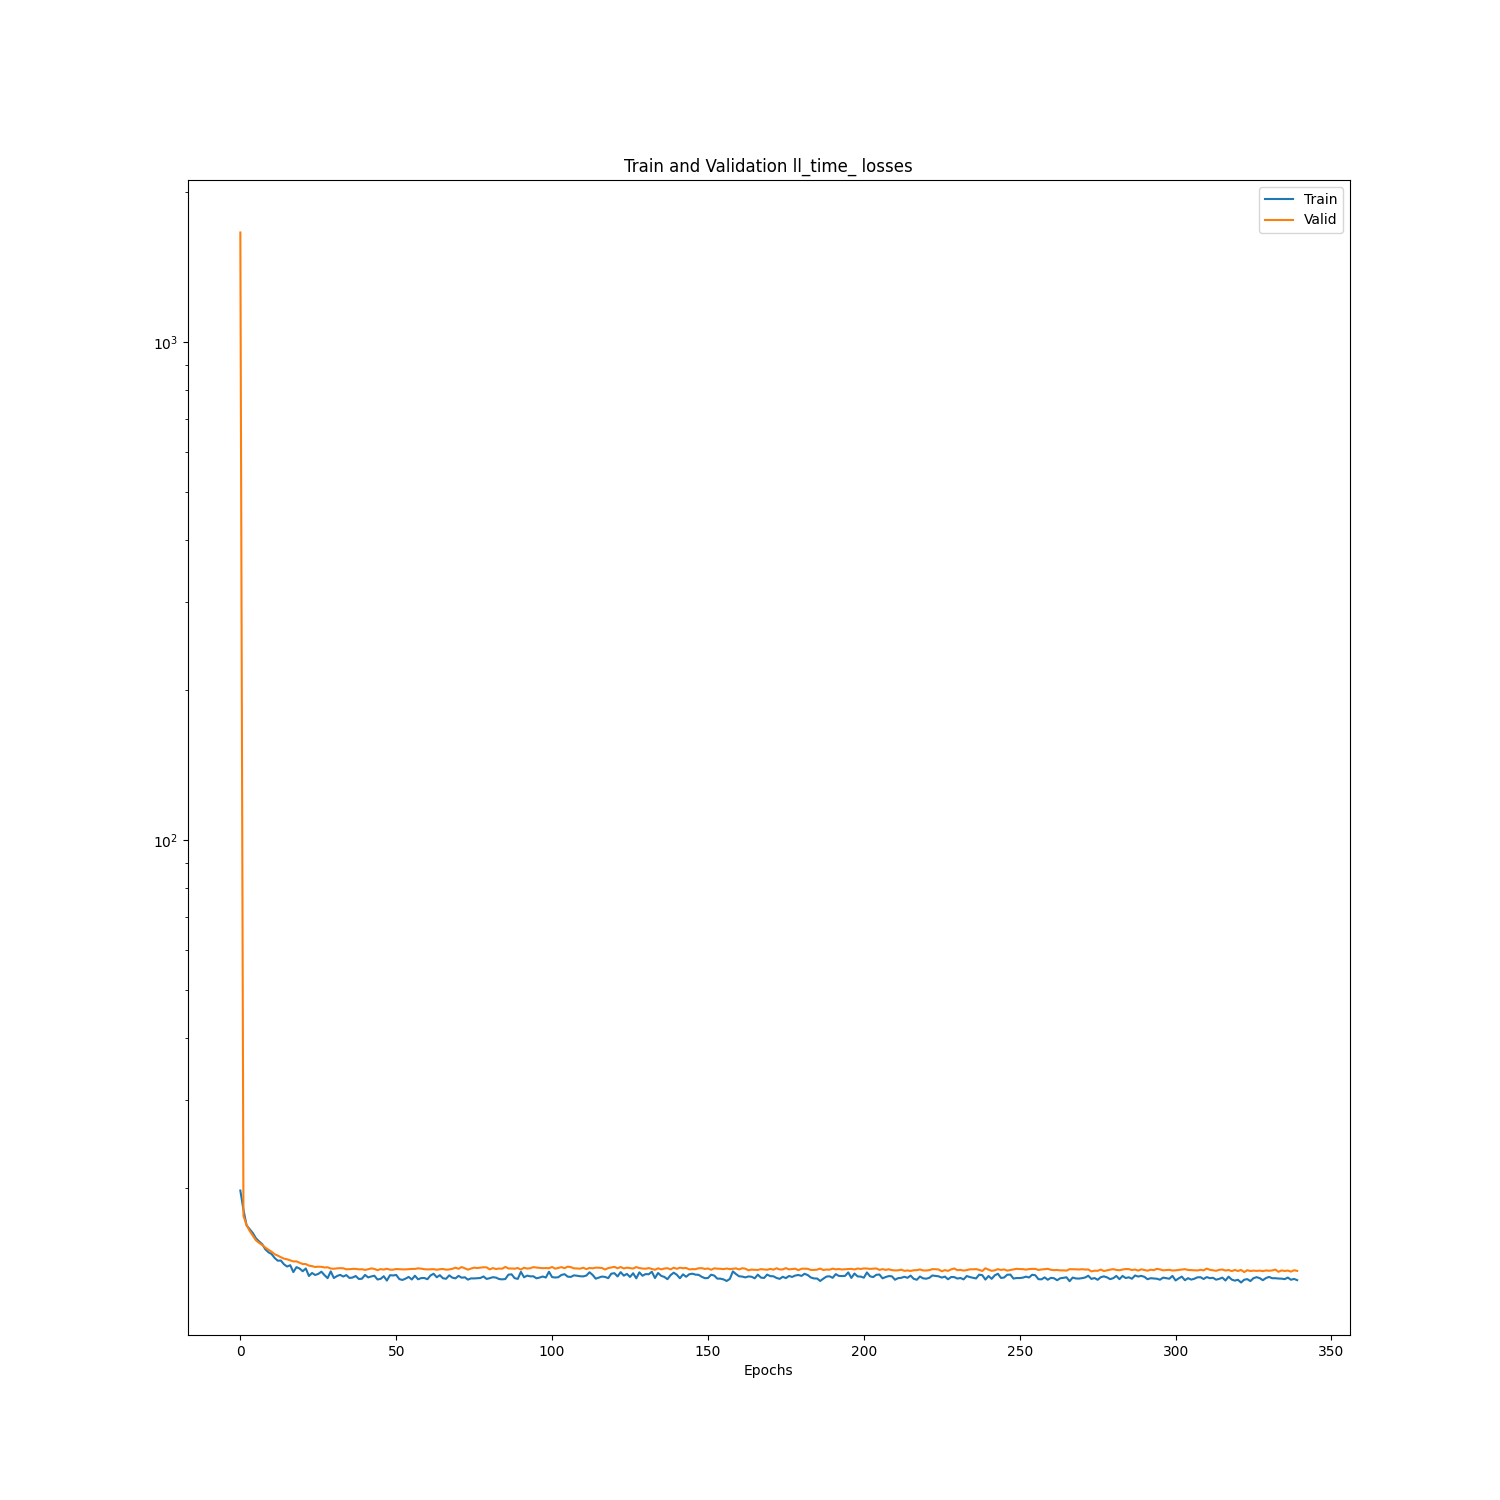 Train and Validation ll_time_ losses
Train
Valid
10³
10²
0 50 100 150 200 250 300 350
Epochs